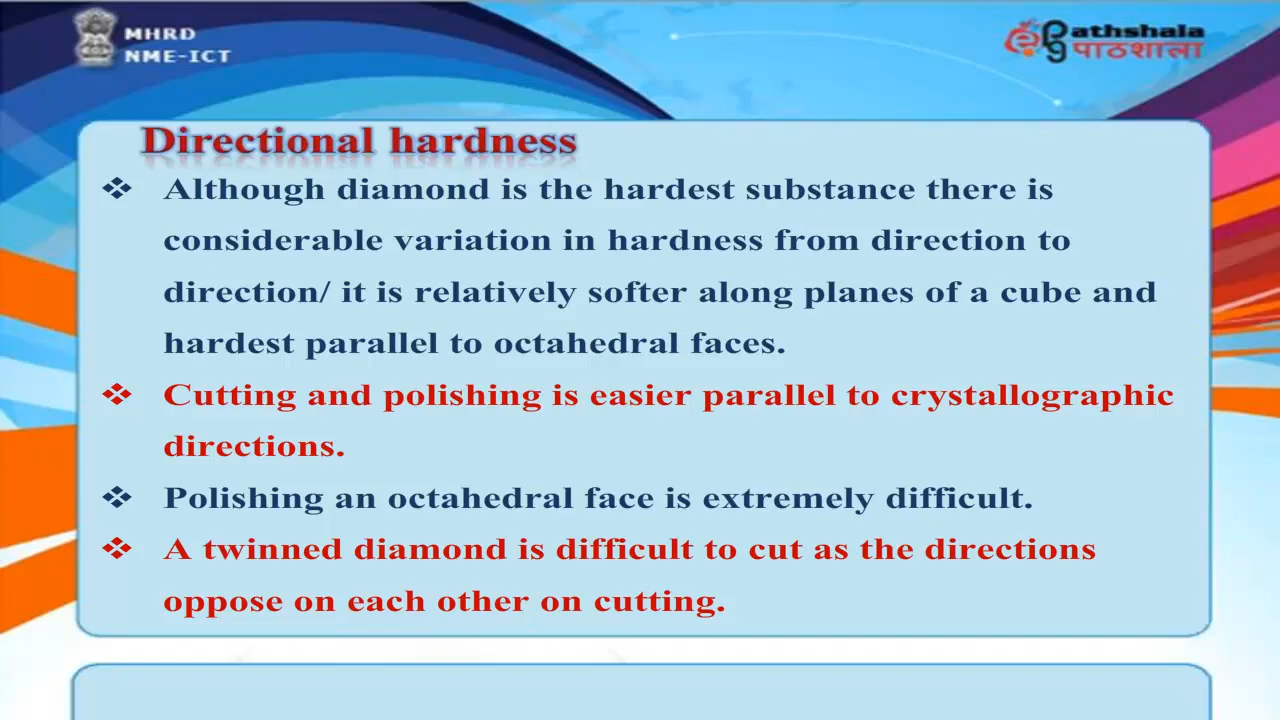 MHRD
NME-ICT
athshala
पाठशाला
Directional hardness
❖ Although diamond is the hardest substance there is
considerable variation in hardness from direction to
direction/ it is relatively softer along planes of a cube and
hardest parallel to octahedral faces.
❖ Cutting and polishing is easier parallel to crystallographic
directions.
❖ Polishing an octahedral face is extremely difficult.
❖ A twinned diamond is difficult to cut as the directions
oppose on each other on cutting.